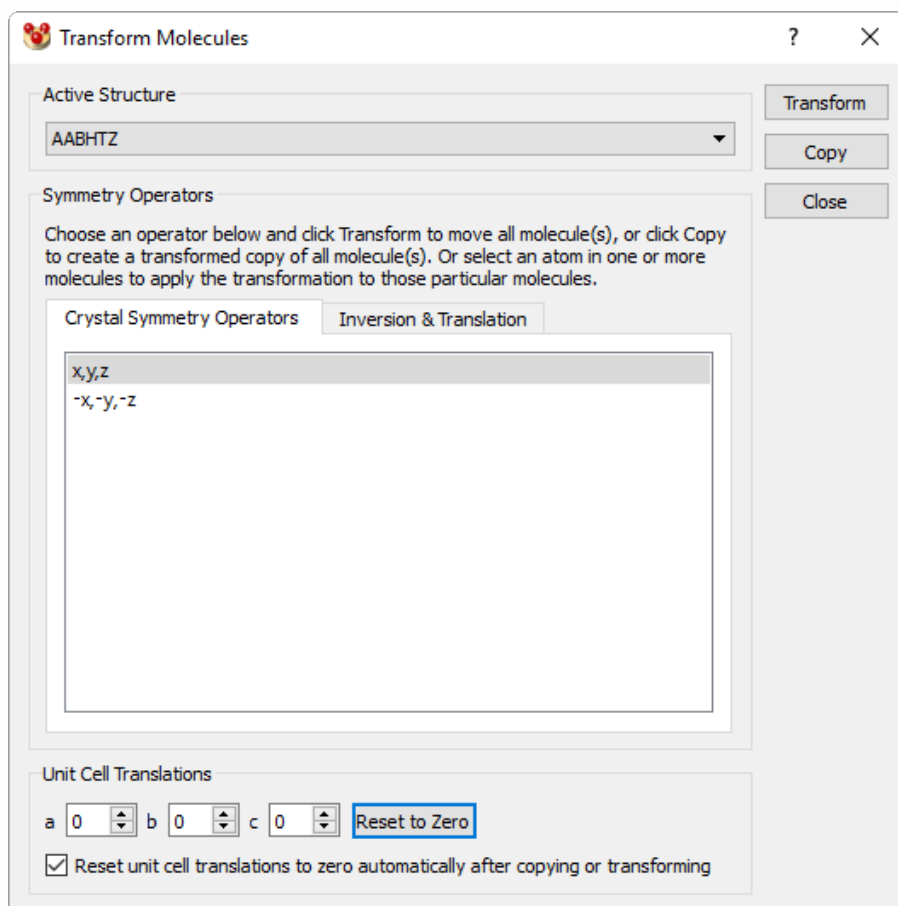 Transform Molecules
?
Active Structure
AABHTZ
Transform
Copy
Close
Symmetry Operators
Choose an operator below and click Transform to move all molecule(s), or click Copy
to create a transformed copy of all molecule(s). Or select an atom in one or more
molecules to apply the transformation to those particular molecules.
Crystal Symmetry Operators
Inversion & Translation
x,y,z
-x,-y,-z
Unit Cell Translations
a 0 b 0 c 0 Reset to Zero
Reset unit cell translations to zero automatically after copying or transforming